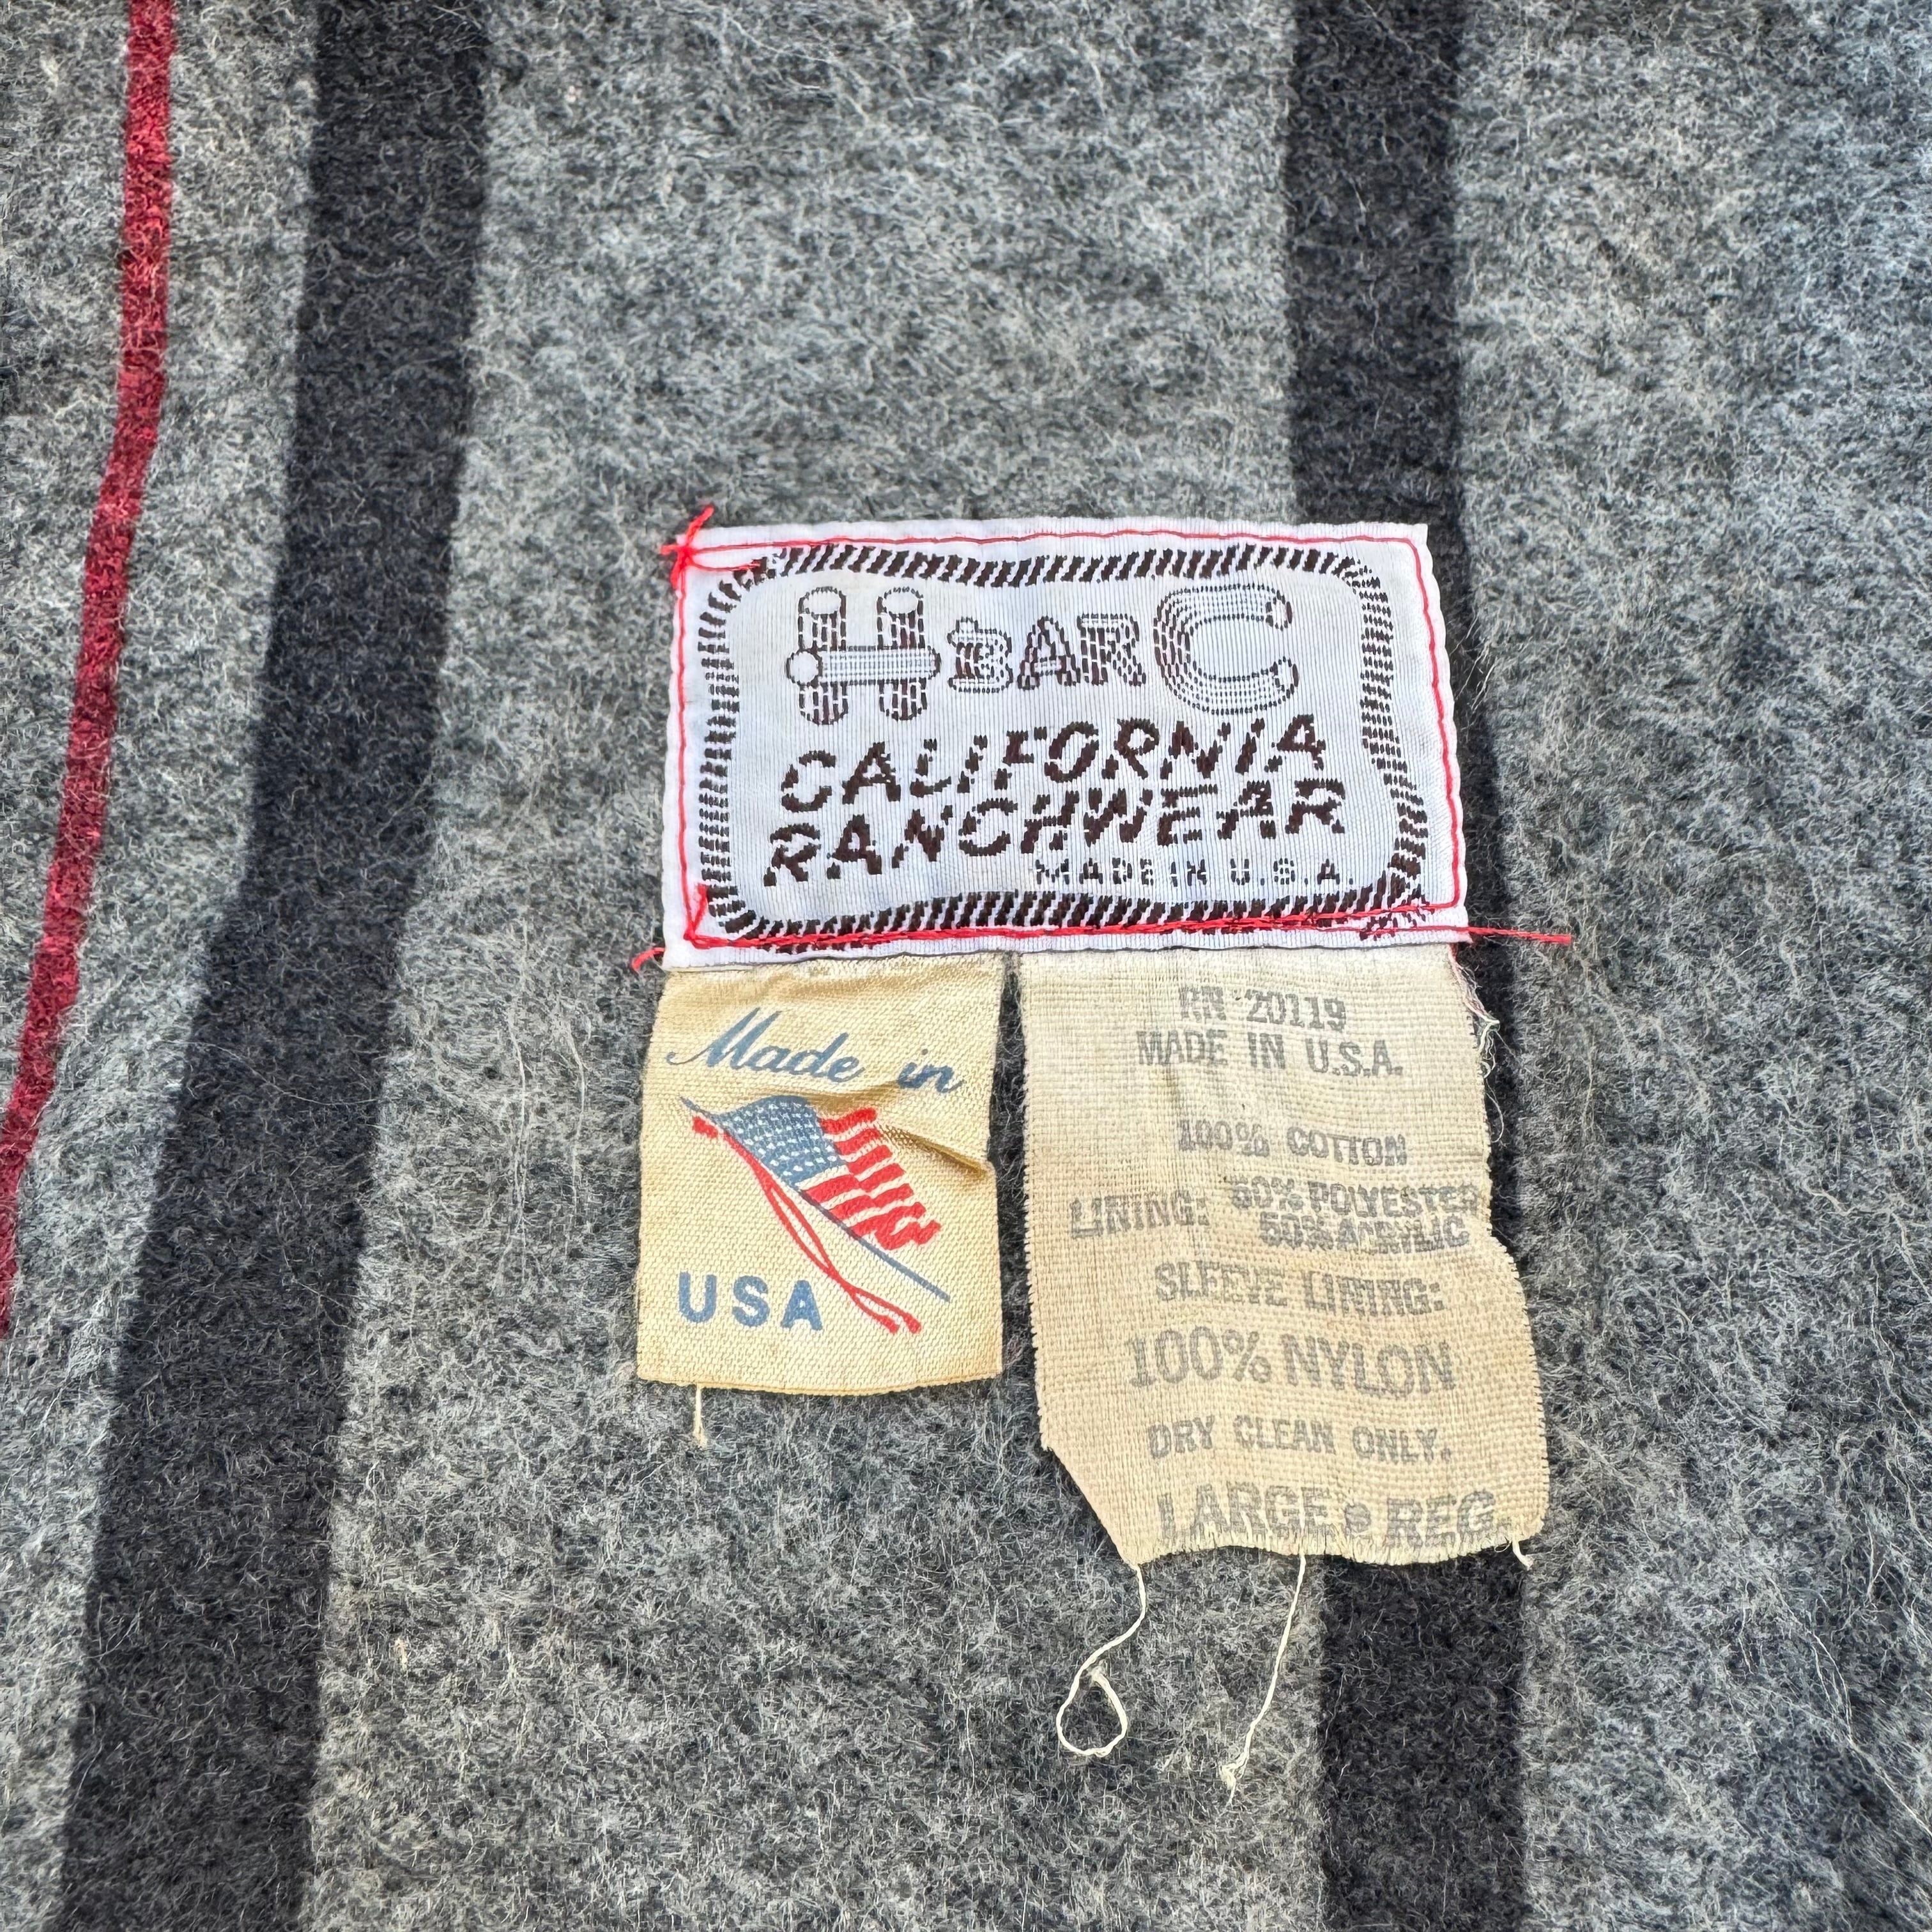 H BAR C
CALIFORNIA
RANCHWEAR
MADE IN U.S.A.
Made in
USA
RN 20119
MADE IN U.S.A.
100% COTTON
LINING: 50% POLYESTER
50% ACRYLIC
SLEEVE LINING:
100% NYLON
DRY CLEAN ONLY.
LARGE • REG.